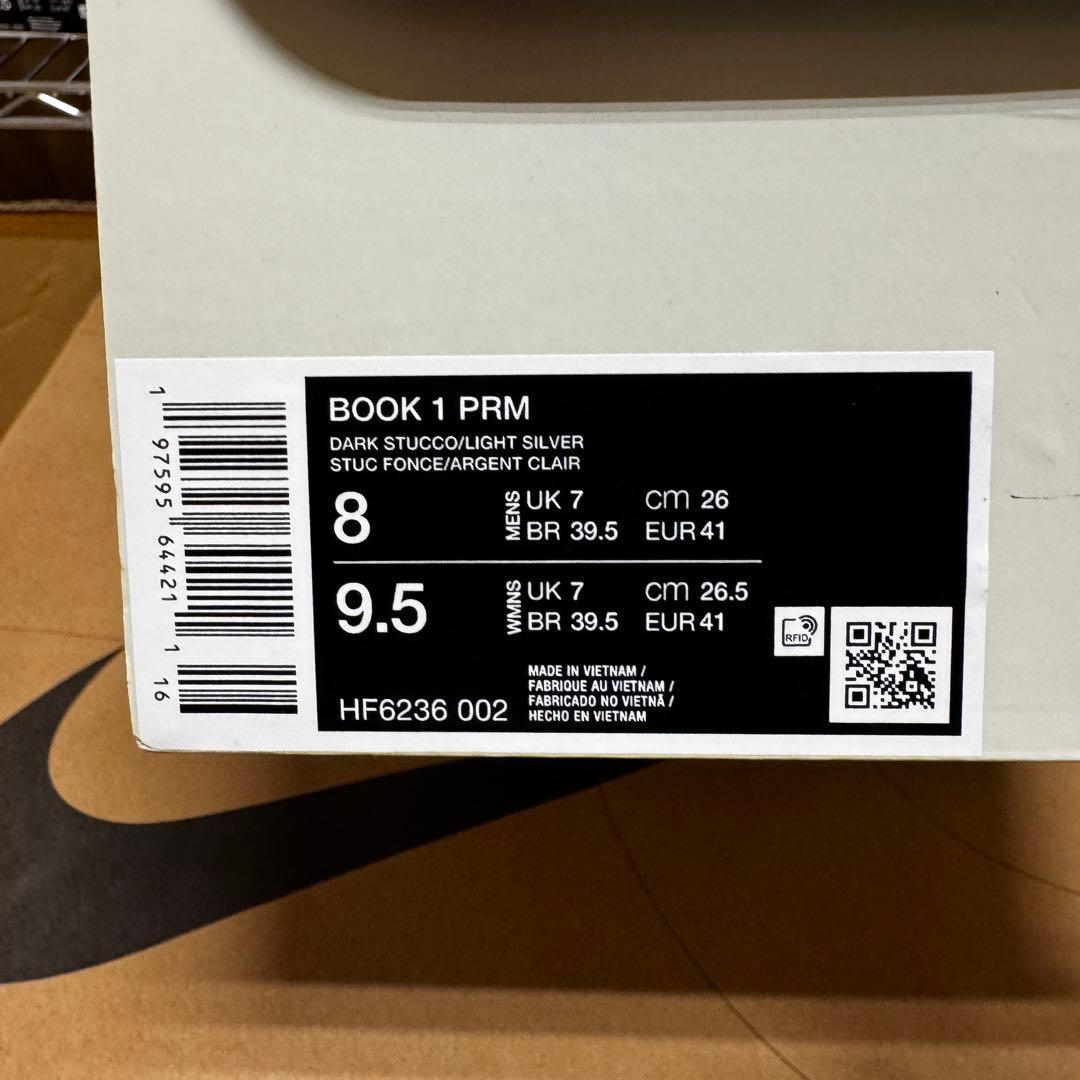 BOOK 1 PRM
DARK STUCCO/LIGHT SILVER
STUC FONCE/ARGENT CLAIR
8
MENS
UK 7 cm 26
BR 39.5 EUR 41
9.5
WMNS
UK 7 cm 26.5
BR 39.5 EUR 41
RFID
MADE IN VIETNAM /
FABRIQUE AU VIETNAM /
FABRICADO NO VIETNÃ /
HECHO EN VIETNAM
HF6236 002
1 97595 64421 1 16